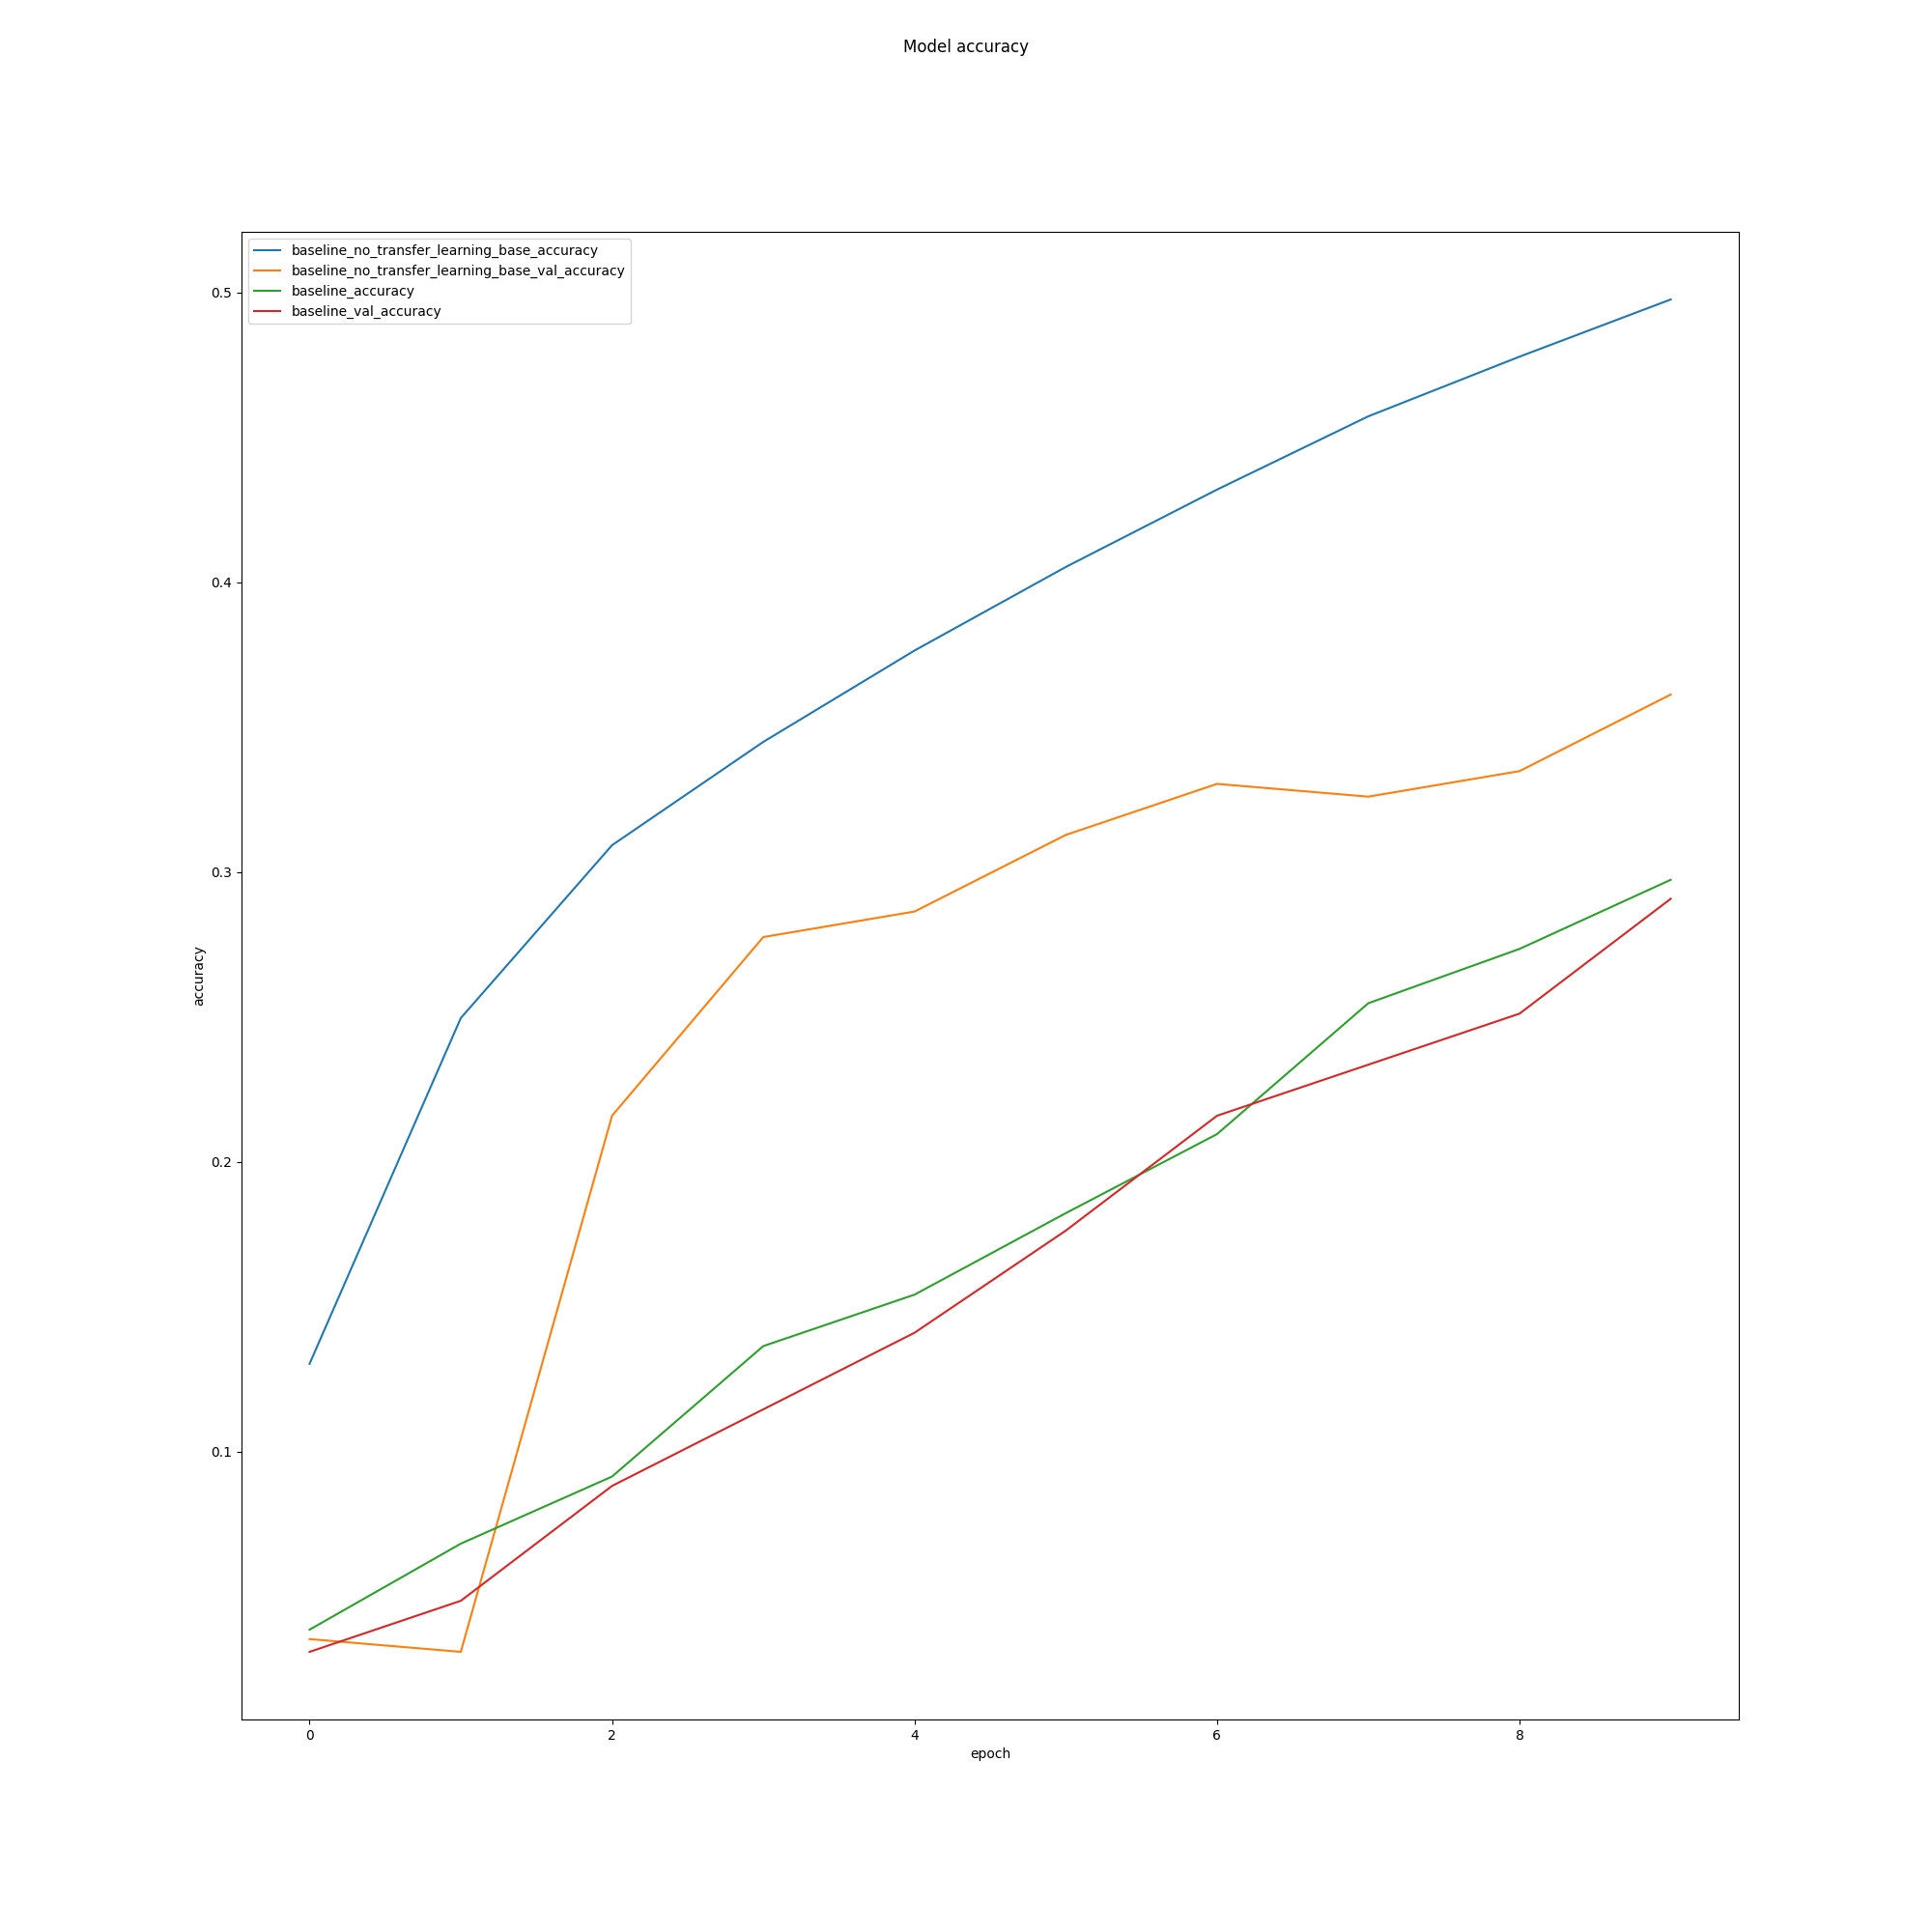 Model accuracy
baseline_no_transfer_learning_base_accuracy
baseline_no_transfer_learning_base_val_accuracy
baseline_accuracy
baseline_val_accuracy
0.5
0.4
0.3
0.2
0.1
accuracy
0 2 4 6 8
epoch